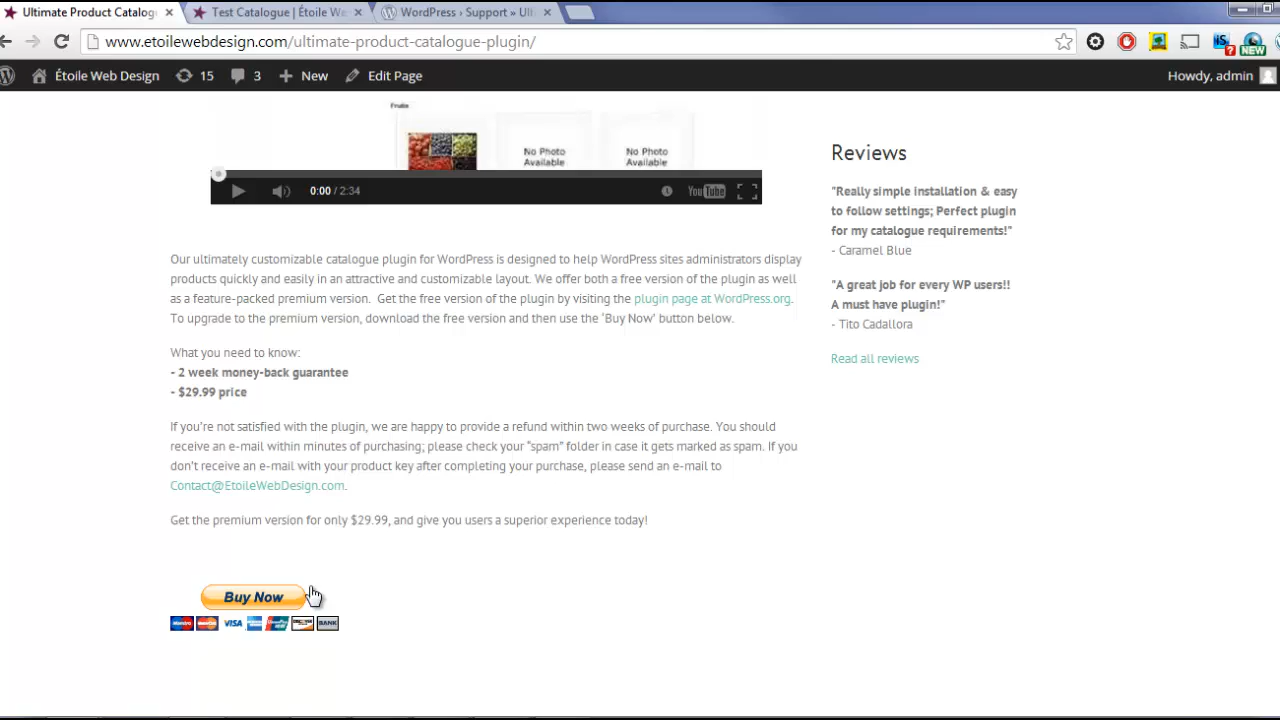 Ultimate Product Catalogu
Test Catalogue | Étoile We
WordPress › Support » Ult
www.etoilewebdesign.com/ultimate-product-catalogue-plugin/
NEW
Étoile Web Design
15
3
New
Edit Page
Howdy, admin
No Photo
Available
No Photo
Available
0:00 / 2:34
YouTube
Our ultimately customizable catalogue plugin for WordPress is designed to help WordPress sites administrators display
products quickly and easily in an attractive and customizable layout. We offer both a free version of the plugin as well
as a feature-packed premium version. Get the free version of the plugin by visiting the plugin page at WordPress.org.
To upgrade to the premium version, download the free version and then use the 'Buy Now' button below.
What you need to know:
- 2 week money-back guarantee
- $29.99 price
If you're not satisfied with the plugin, we are happy to provide a refund within two weeks of purchase. You should
receive an e-mail within minutes of purchasing; please check your "spam" folder in case it gets marked as spam. If you
don't receive an e-mail with your product key after completing your purchase, please send an e-mail to
Contact@EtoileWebDesign.com.
Get the premium version for only $29.99, and give you users a superior experience today!
Buy Now
VISA
BANK
Reviews
"Really simple installation & easy
to follow settings; Perfect plugin
for my catalogue requirements!"
- Caramel Blue
"A great job for every WP users!!
A must have plugin!"
- Tito Cadallora
Read all reviews